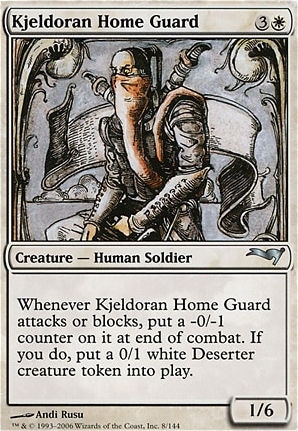 Kjeldoran Home Guard 3
Creature — Human Soldier
Whenever Kjeldoran Home Guard
attacks or blocks, put a -0/-1
counter on it at end of combat. If
you do, put a 0/1 white Deserter
creature token into play.
Andi Rusu
™ & © 1993–2006 Wizards of the Coast, Inc. 8/144
1/6